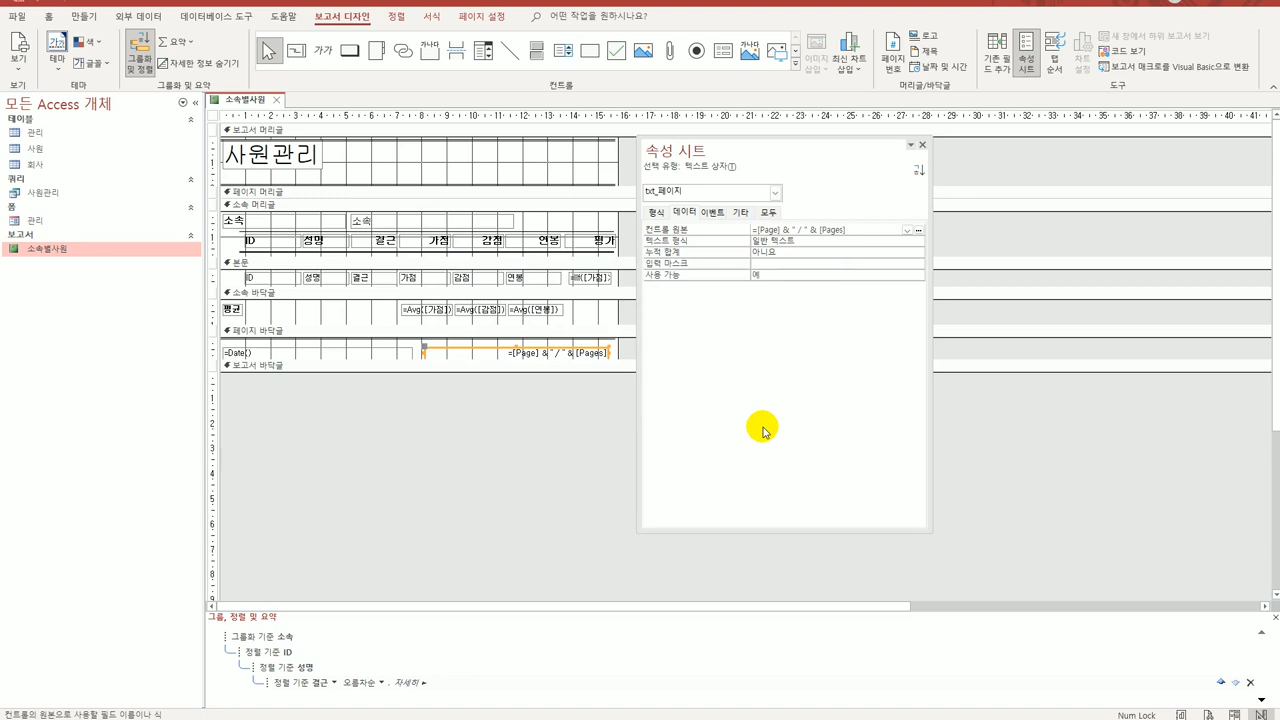 파일 홈 만들기 외부 데이터 데이터베이스 도구 도움말 보고서 디자인 정렬 서식 페이지 설정 어떤 작업을 원하시나요?
보기
보기
테마
색
글꼴
테마
그룹화 및 정렬
요약
자세한 정보 숨기기
그룹화 및 요약
가가
가나다
가나다
컨트롤
이미지 삽입
최신 차트 삽입
페이지 번호
로고
제목
날짜 및 시간
머리글/바닥글
기존 필드 추가
속성 시트
탭 순서
차트 설정
새 창에서 하위 보고서 보기
코드 보기
보고서 매크로를 Visual Basic으로 변환
도구
모든 Access 개체
테이블
관리
사원
회사
쿼리
사원관리
폼
관리
보고서
소속별사원
소속별사원
보고서 머리글
사원관리
페이지 머리글
소속 머리글
소속 소속
ID 성명 결근 가점 감점 연봉 평가
본문
ID 성명 결근 가점 감점 연봉 =IIf([가점]>
소속 바닥글
평균 =Avg([가점]) =Avg([감점]) =Avg([연봉])
페이지 바닥글
=Date() =[Page] & " / " & [Pages]
보고서 바닥글
속성 시트
선택 유형: 텍스트 상자(T)
txt_페이지
형식 데이터 이벤트 기타 모두
컨트롤 원본 =[Page] & " / " & [Pages]
텍스트 형식 일반 텍스트
누적 합계 아니요
입력 마스크
사용 가능 예
그룹, 정렬 및 요약
그룹화 기준 소속
정렬 기준 ID
정렬 기준 성명
정렬 기준 결근 오름차순 , 자세히
컨트롤의 원본으로 사용할 필드 이름이나 식
Num Lock